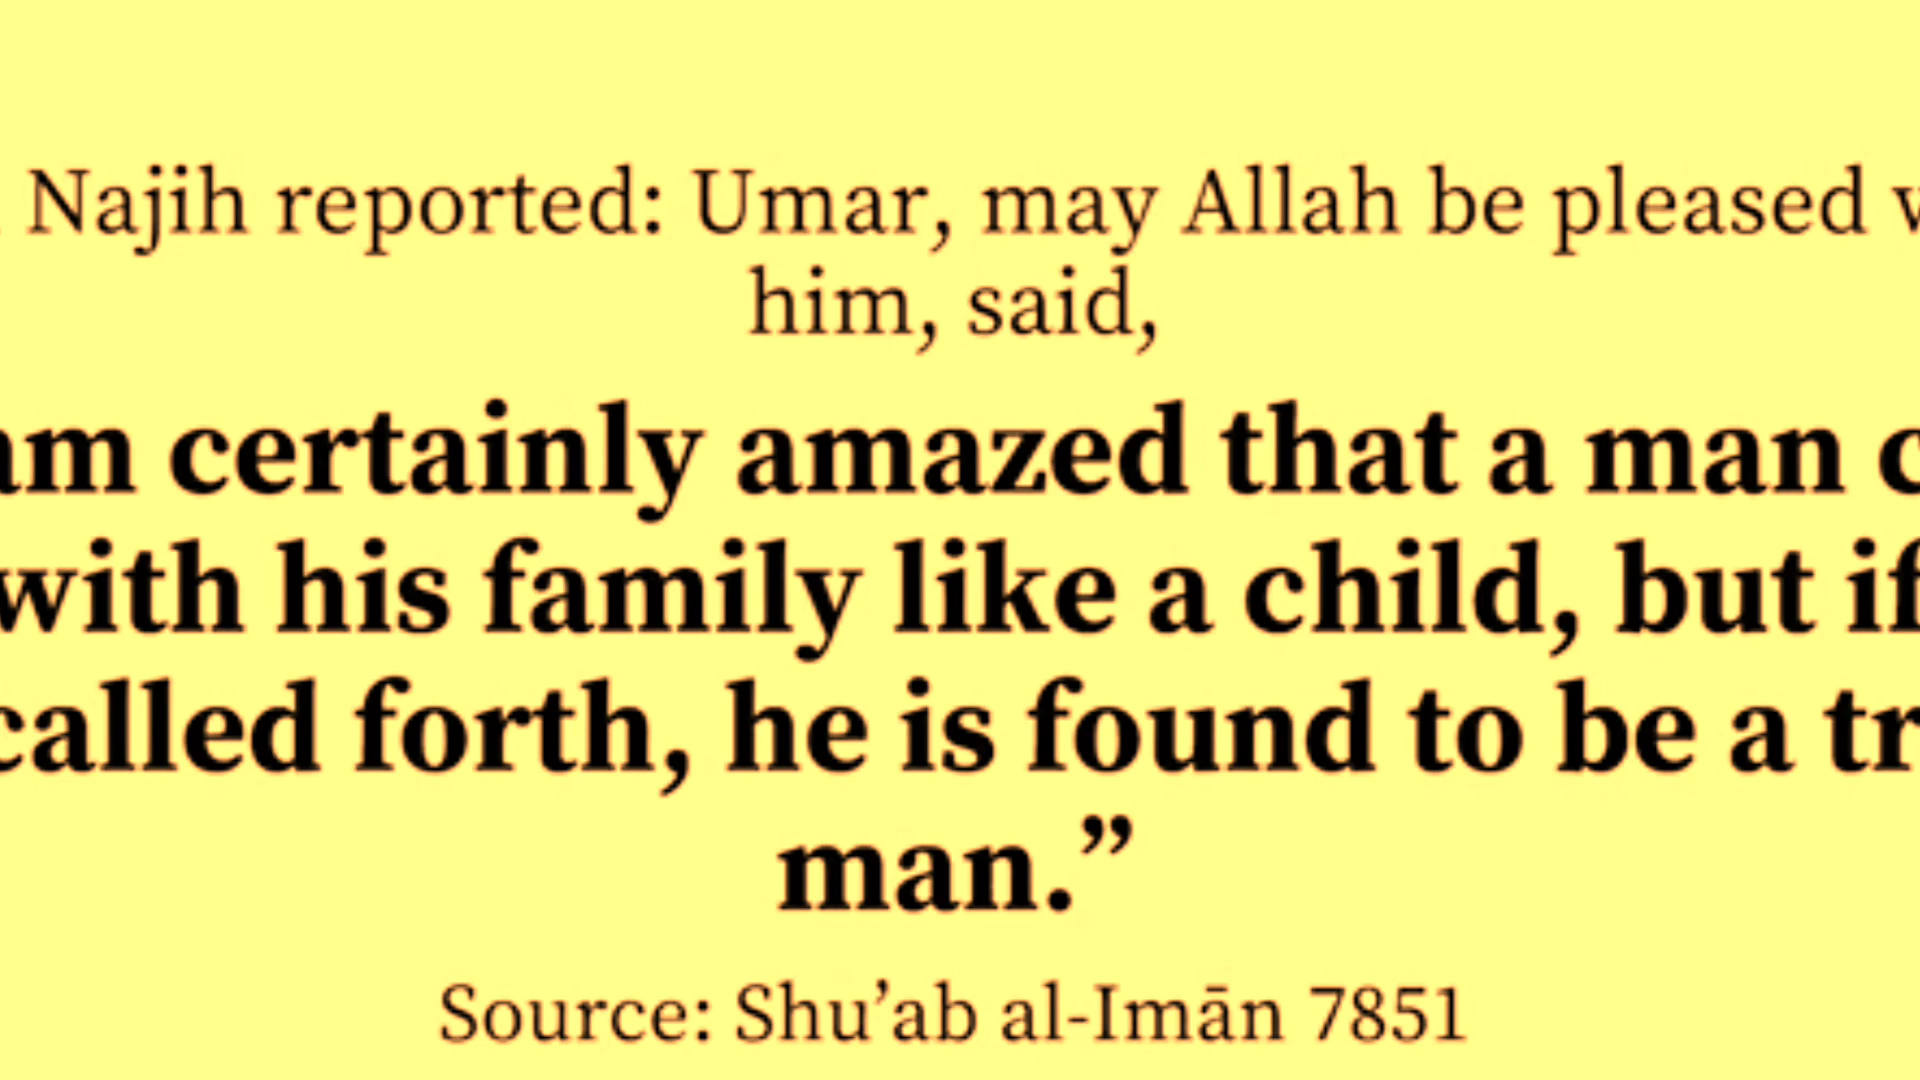 Najih reported: Umar, may Allah be pleased
him, said,
certainly amazed that a man
with his family like a child, but if
called forth, he is found to be a
man.”
Source: Shu’ab al-Imān 7851